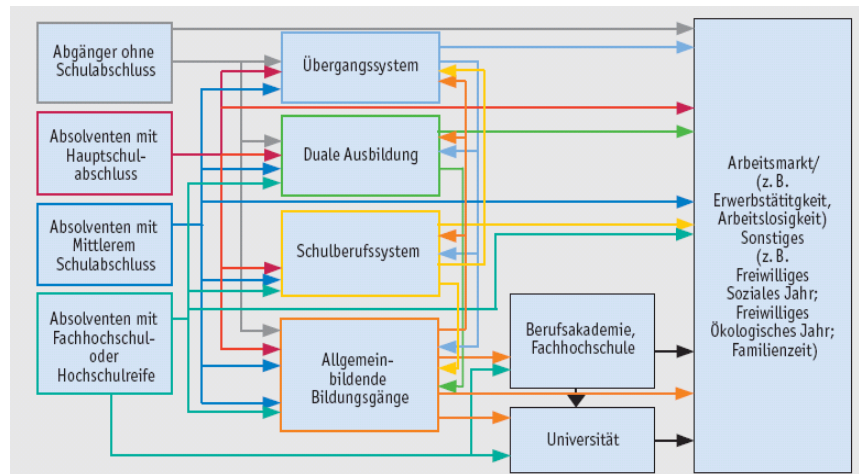 Abgänger ohne
Schulabschluss
Absolventen mit
Hauptschul-
abschluss
Absolventen mit
Mittlerem
Schulabschluss
Absolventen mit
Fachhochschul-
oder
Hochschulreife
Übergangssystem
Duale Ausbildung
Schulberufssystem
Allgemein-
bildende
Bildungsgänge
Berufsakademie,
Fachhochschule
Universität
Arbeitsmarkt/
(z. B.
Erwerbstätitgkeit,
Arbeitslosigkeit)
Sonstiges
(z. B.
Freiwilliges
Soziales Jahr;
Freiwilliges
Ökologisches Jahr;
Familienzeit)